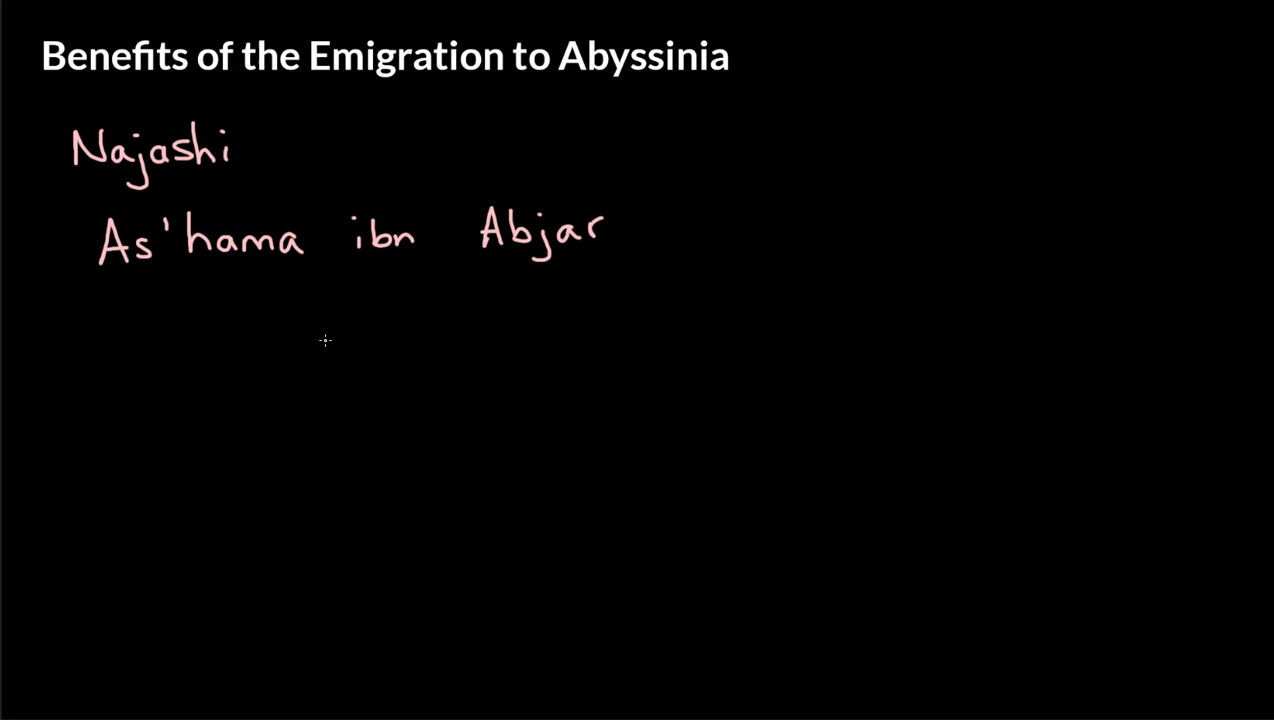 Benefits of the Emigration to Abyssinia
Najashi
As'hama ibn Abjar